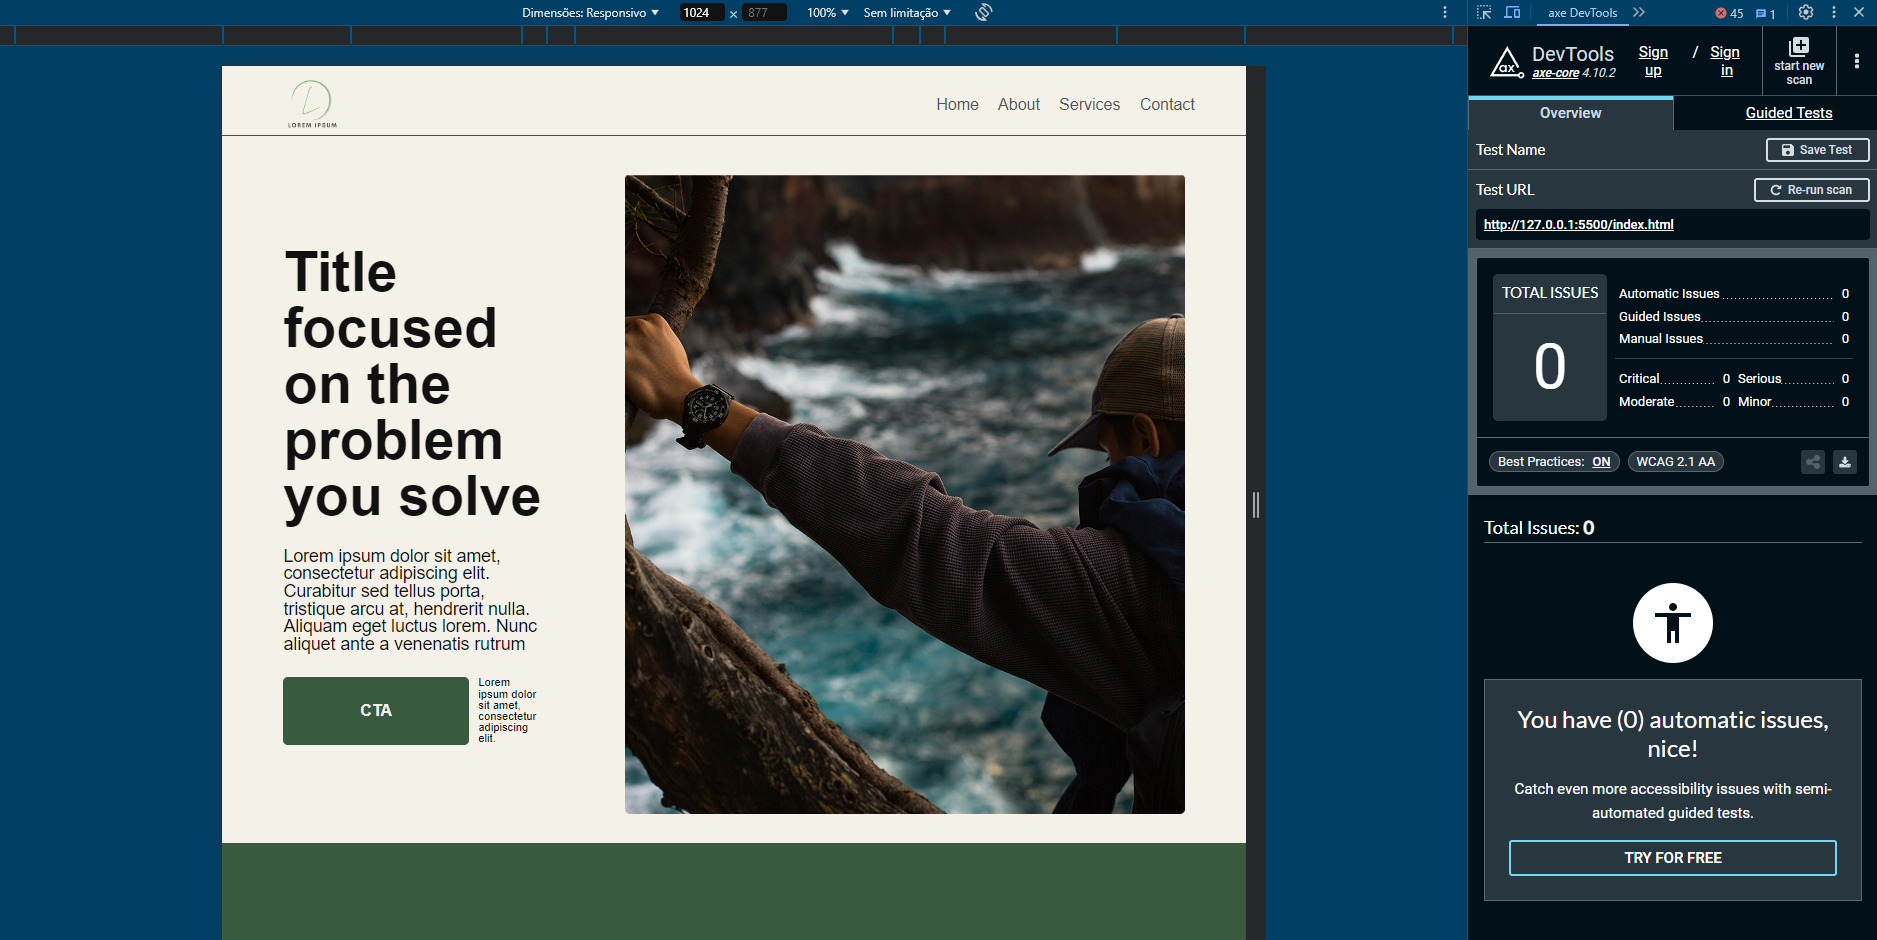 Dimensões: Responsivo
1024 × 877
100%
Sem limitação
axe DevTools
45
1
LOREM IPSUM
Home About Services Contact
Title
focused
on the
problem
you solve
Lorem ipsum dolor sit amet,
consectetur adipiscing elit.
Curabitur sed tellus porta,
tristique arcu at, hendrerit nulla.
Aliquam eget luctus lorem. Nunc
aliquet ante a venenatis rutrum
CTA
Lorem
ipsum dolor
sit amet,
consectetur
adipiscing
elit.
ax
DevTools
axe-core 4.10.2
Sign up / Sign in
start new
scan
Overview
Guided Tests
Test Name
Save Test
Test URL
Re-run scan
http://127.0.0.1:5500/index.html
TOTAL ISSUES
0
Automatic Issues 0
Guided Issues 0
Manual Issues 0
Critical 0 Serious 0
Moderate 0 Minor 0
Best Practices: ON
WCAG 2.1 AA
Total Issues: 0
You have (0) automatic issues,
nice!
Catch even more accessibility issues with semi-
automated guided tests.
TRY FOR FREE